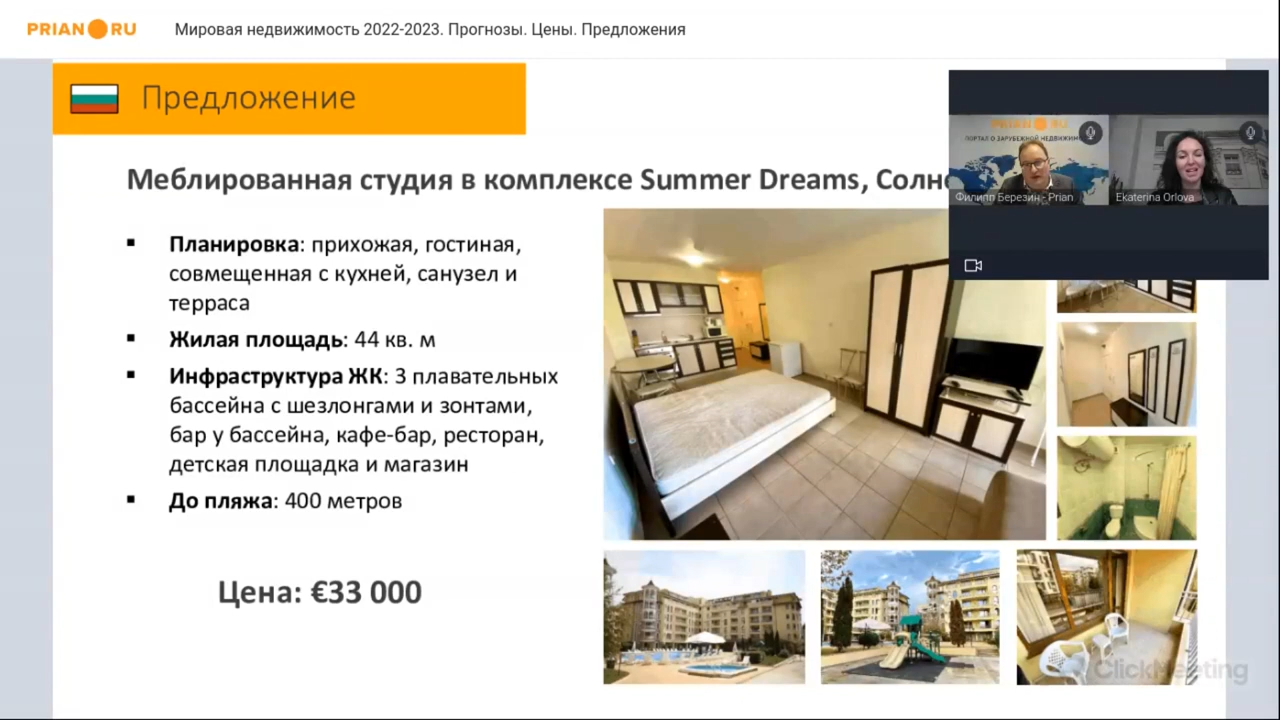 PRIAN RU
Мировая недвижимость 2022-2023. Прогнозы. Цены. Предложения
Предложение
Меблированная студия в комплексе Summer Dreams,
Планировка: прихожая, гостиная,
совмещенная с кухней, санузел и
терраса
Жилая площадь: 44 кв. м
Инфраструктура ЖК: 3 плавательных
бассейна с шезлонгами и зонтами,
бар у бассейна, кафе-бар, ресторан,
детская площадка и магазин
До пляжа: 400 метров
Цена: €33 000
PRIAN RU
Филипп Березин - Prian
Ekaterina Orlova
ClickMeeting